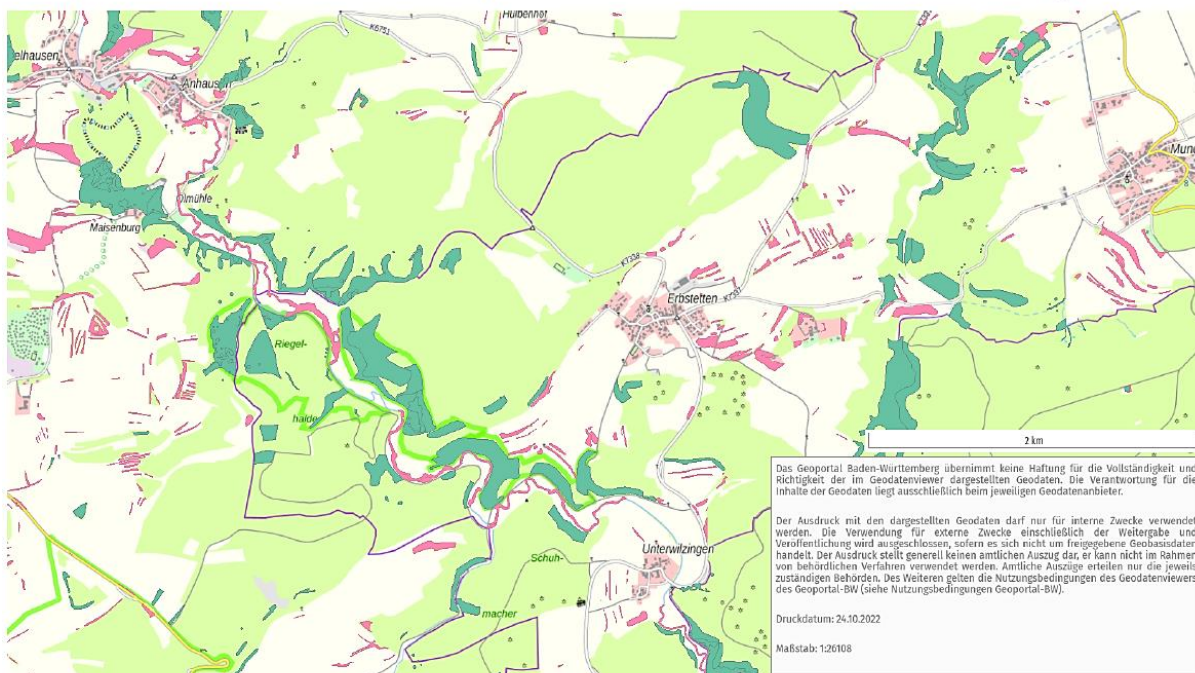 Hülbenhof
K6751
elhausen
Anhausen
Ölmühle
Maisenburg
K7338
Erbstetten
K7337
Mund
Riegel-
halde
2 km
Das Geoportal Baden-Württemberg übernimmt keine Haftung für die Vollständigkeit und
Richtigkeit der im Geodatenviewer dargestellten Geodaten. Die Verantwortung für die
Inhalte der Geodaten liegt ausschließlich beim jeweiligen Geodatenanbieter.
Der Ausdruck mit den dargestellten Geodaten darf nur für interne Zwecke verwendet
werden. Die Verwendung für externe Zwecke einschließlich der Weitergabe und
Veröffentlichung wird ausgeschlossen, sofern es sich nicht um freigegebene Geobasisdaten
handelt. Der Ausdruck stellt generell keinen amtlichen Auszug dar, er kann nicht im Rahmen
von behördlichen Verfahren verwendet werden. Amtliche Auszüge erteilen nur die jeweils
zuständigen Behörden. Des Weiteren gelten die Nutzungsbedingungen des Geodatenviewers
des Geoportal-BW (siehe Nutzungsbedingungen Geoportal-BW).
Unterwilzingen
Schuh-
macher
Druckdatum: 24.10.2022
Maßstab: 1:26108